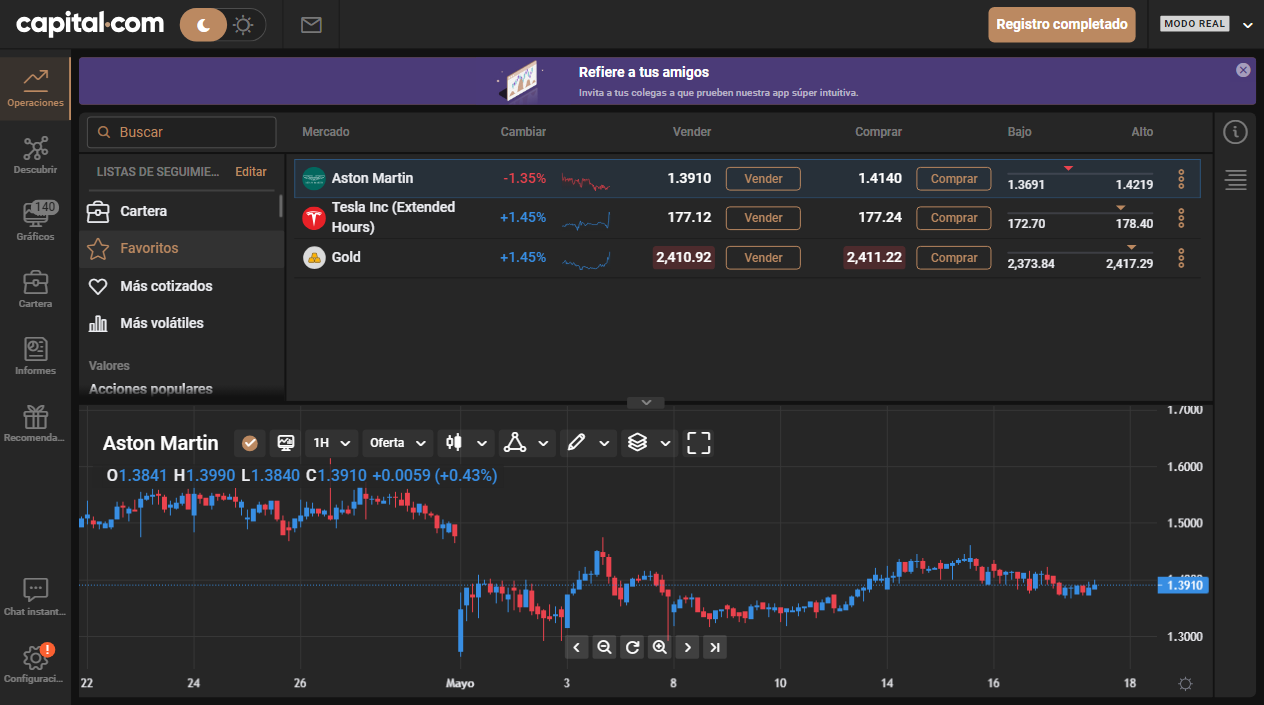 capital.com
Registro completado
MODO REAL
Refiere a tus amigos
Invita a tus colegas a que prueben nuestra app súper intuitiva.
Operaciones
Descubrir
140
Gráficos
Cartera
Informes
Recomenda...
Chat instant...
!
Configuraci...
Buscar
LISTAS DE SEGUIMIE... Editar
Cartera
Favoritos
Más cotizados
Más volátiles
Valores
Acciones populares
Mercado Cambiar Vender Comprar Bajo Alto
Aston Martin -1.35% 1.3910 Vender 1.4140 Comprar 1.3691 1.4219
Tesla Inc (Extended
Hours) +1.45% 177.12 Vender 177.24 Comprar 172.70 178.40
Gold +1.45% 2,410.92 Vender 2,411.22 Comprar 2,373.84 2,417.29
Aston Martin 1H Oferta
O1.3841 H1.3990 L1.3840 C1.3910 +0.0059 (+0.43%)
1.7000
1.6000
1.5000
1.3910
1.3000
22 24 26 Mayo 3 8 10 14 16 18